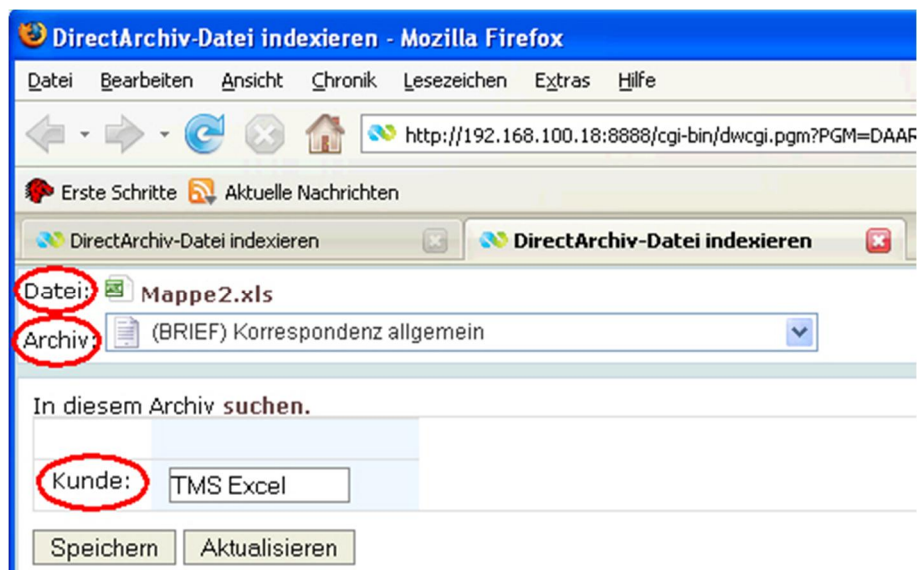 DirectArchiv-Datei indexieren - Mozilla Firefox
Datei Bearbeiten Ansicht Chronik Lesezeichen Extras Hilfe
http://192.168.100.18:8888/cgi-bin/dwcgi.pgm?PGM=DAAR
Erste Schritte Aktuelle Nachrichten
DirectArchiv-Datei indexieren DirectArchiv-Datei indexieren
Datei: Mappe2.xls
Archiv: (BRIEF) Korrespondenz allgemein
In diesem Archiv suchen.
Kunde: TMS Excel
Speichern Aktualisieren